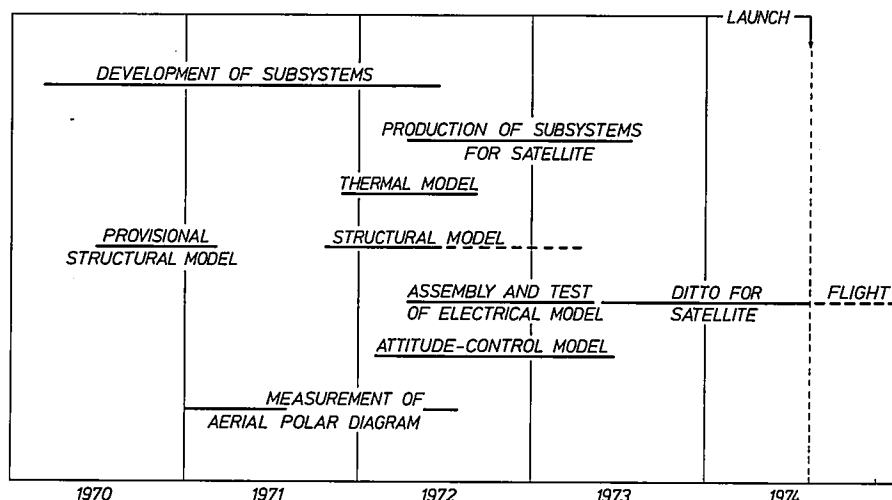 LAUNCH
DEVELOPMENT OF SUBSYSTEMS
PRODUCTION OF SUBSYSTEMS
FOR SATELLITE
THERMAL MODEL
PROVISIONAL
STRUCTURAL MODEL
STRUCTURAL MODEL
ASSEMBLY AND TEST
OF ELECTRICAL MODEL
DITTO FOR
SATELLITE
FLIGHT
ATTITUDE-CONTROL MODEL
MEASUREMENT OF
AERIAL POLAR DIAGRAM
1970 1971 1972 1973 1974